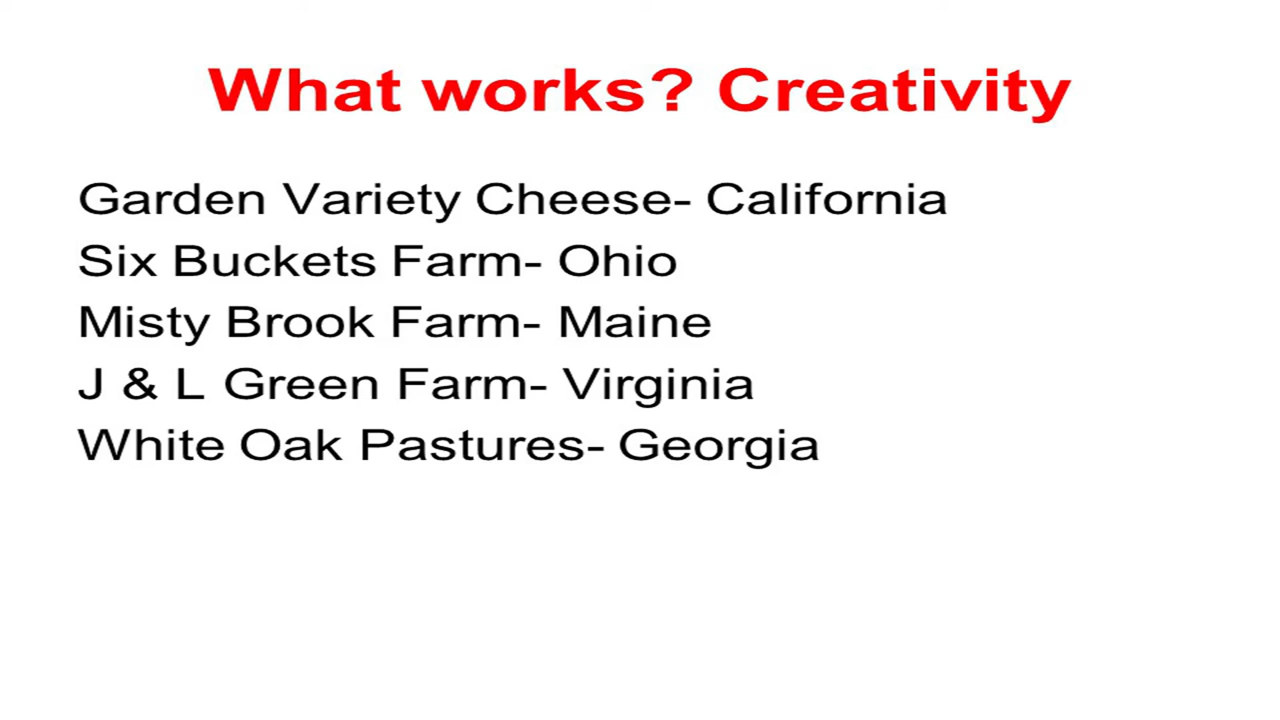 What works? Creativity
Garden Variety Cheese- California
Six Buckets Farm- Ohio
Misty Brook Farm- Maine
J & L Green Farm- Virginia
White Oak Pastures- Georgia